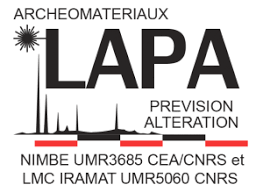 ARCHEOMATERIAUX
LAPA
PREVISION
ALTERATION
NIMBE UMR3685 CEA/CNRS et
LMC IRAMAT UMR5060 CNRS